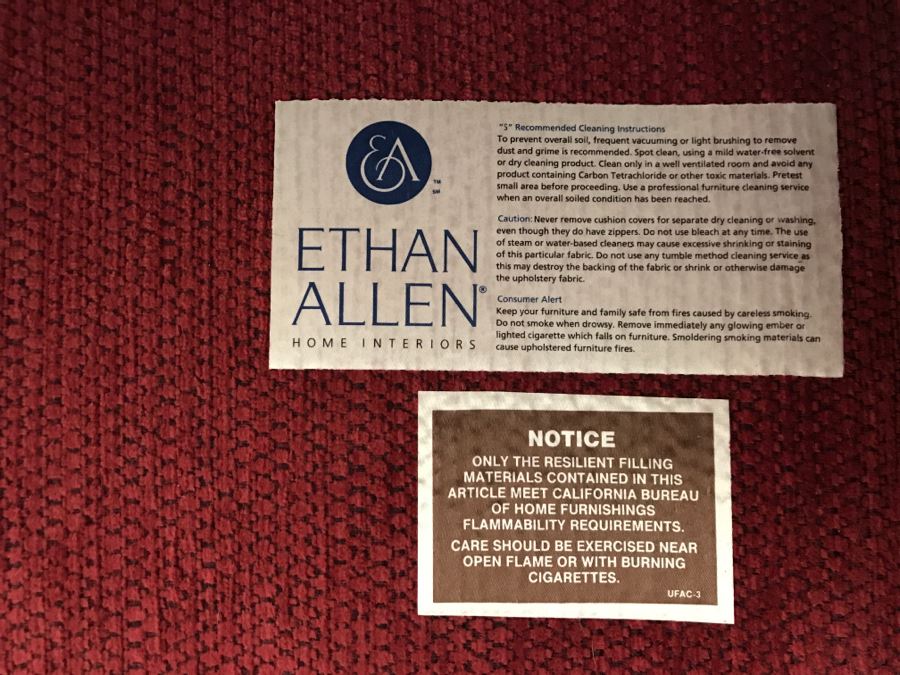 EA
TM
SM
ETHAN
ALLEN®
HOME INTERIORS
"S" Recommended Cleaning Instructions
To prevent overall soil, frequent vacuuming or light brushing to remove
dust and grime is recommended. Spot clean, using a mild water-free solvent
or dry cleaning product. Clean only in a well ventilated room and avoid any
product containing Carbon Tetrachloride or other toxic materials. Pretest
small area before proceeding. Use a professional furniture cleaning service
when an overall soiled condition has been reached.
Caution: Never remove cushion covers for separate dry cleaning or washing,
even though they do have zippers. Do not use bleach at any time. The use
of steam or water-based cleaners may cause excessive shrinking or staining
of this particular fabric. Do not use any tumble method cleaning service as
this may destroy the backing of the fabric or shrink or otherwise damage
the upholstery fabric.
Consumer Alert
Keep your furniture and family safe from fires caused by careless smoking.
Do not smoke when drowsy. Remove immediately any glowing ember or
lighted cigarette which falls on furniture. Smoldering smoking materials can
cause upholstered furniture fires.
NOTICE
ONLY THE RESILIENT FILLING
MATERIALS CONTAINED IN THIS
ARTICLE MEET CALIFORNIA BUREAU
OF HOME FURNISHINGS
FLAMMABILITY REQUIREMENTS.
CARE SHOULD BE EXERCISED NEAR
OPEN FLAME OR WITH BURNING
CIGARETTES.
UFAC-3